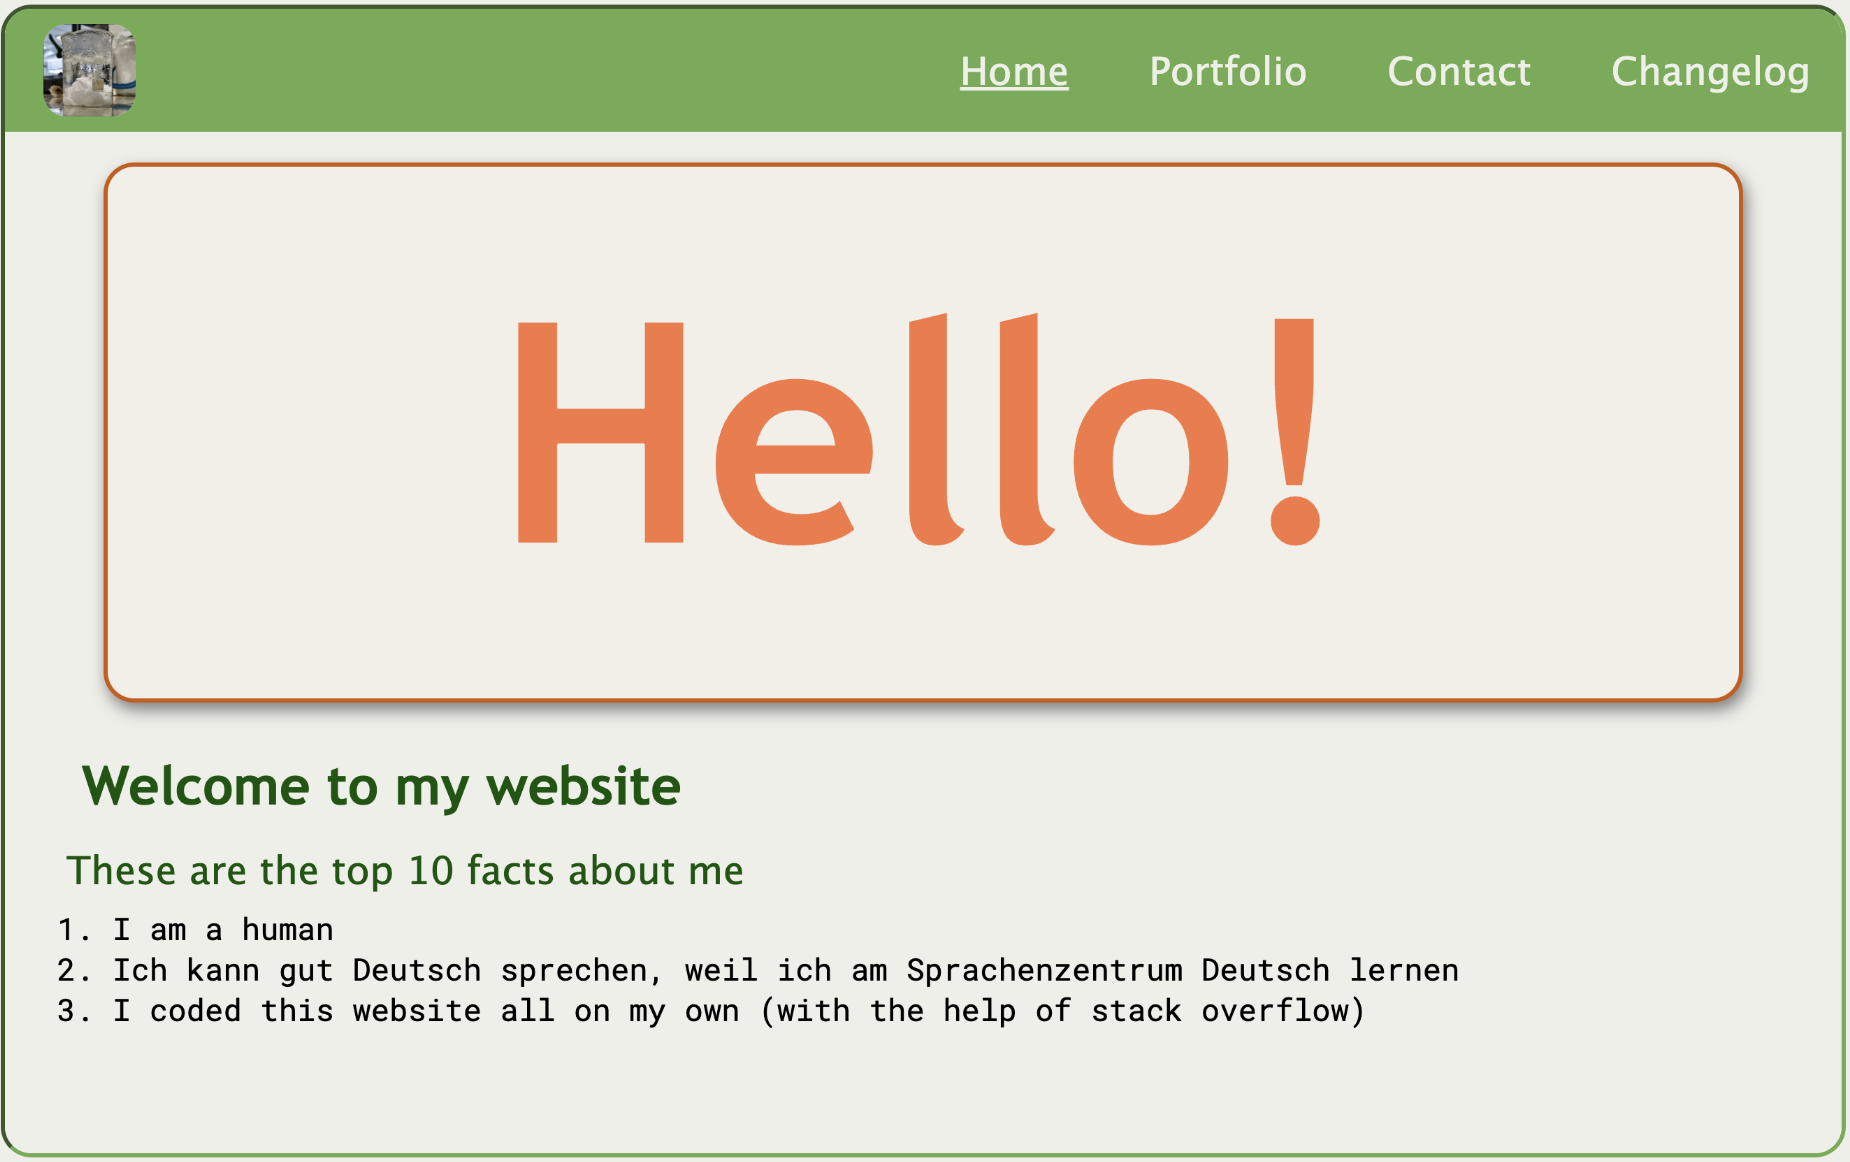 Home Portfolio Contact Changelog
Hello!
Welcome to my website
These are the top 10 facts about me
1. I am a human
2. Ich kann gut Deutsch sprechen, weil ich am Sprachenzentrum Deutsch lernen
3. I coded this website all on my own (with the help of stack overflow)